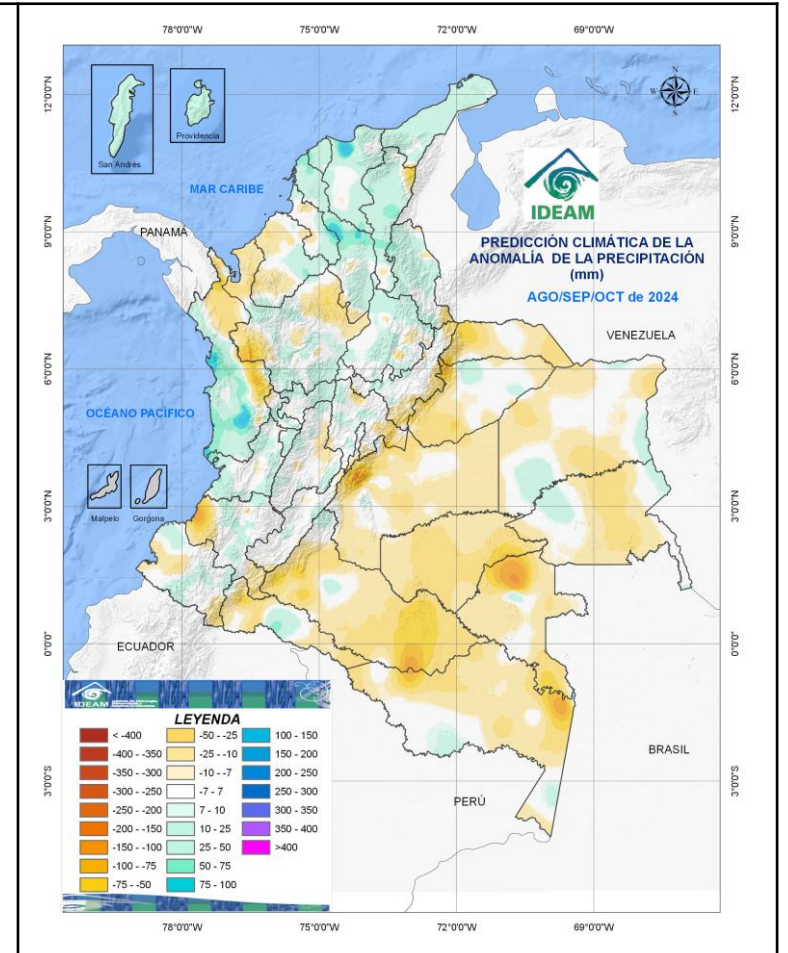 78°0'0"W 75°0'0"W 72°0'0"W 69°0'0"W
12°0'0"N 12°0'0"N
9°0'0"N 9°0'0"N
6°0'0"N 6°0'0"N
3°0'0"N 3°0'0"N
0°0'0" 0°0'0"
3°0'0"S 3°0'0"S
San Andrés
Providencia
N
W E
S
MAR CARIBE
IDEAM
PANAMÁ
PREDICCIÓN CLIMÁTICA DE LA
ANOMALÍA DE LA PRECIPITACIÓN
(mm)
AGO/SEP/OCT de 2024
VENEZUELA
OCÉANO PACÍFICO
Malpelo
Gorgona
ECUADOR
BRASIL
PERÚ
IDEAM
LEYENDA
< -400 -50 - -25 100 - 150
-400 - -350 -25 - -10 150 - 200
-350 - -300 -10 - -7 200 - 250
-300 - -250 -7 - 7 250 - 300
-250 - -200 7 - 10 300 - 350
-200 - -150 10 - 25 350 - 400
-150 - -100 25 - 50 >400
-100 - -75 50 - 75
-75 - -50 75 - 100
78°0'0"W 75°0'0"W 72°0'0"W 69°0'0"W